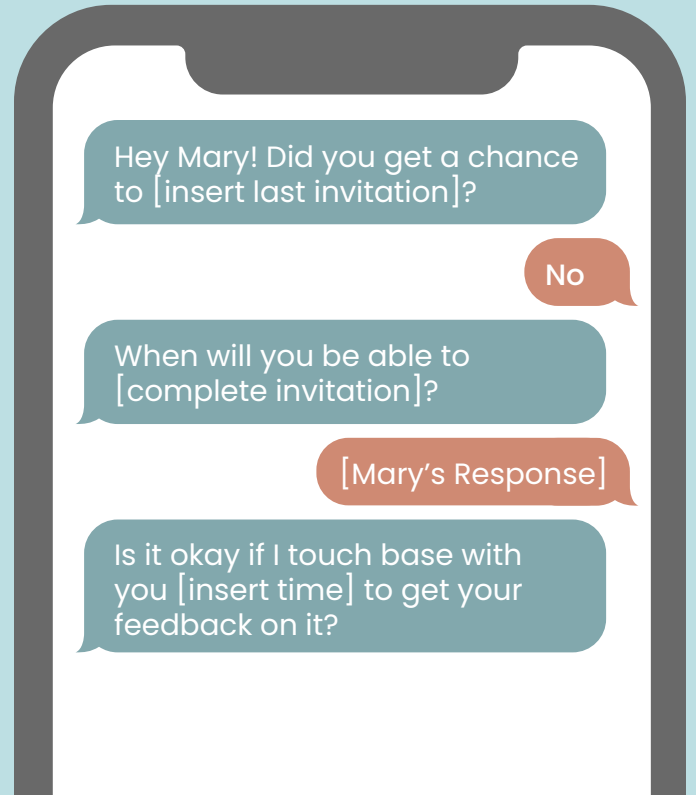 Hey Mary! Did you get a chance
to [insert last invitation]?
No
When will you be able to
[complete invitation]?
[Mary’s Response]
Is it okay if I touch base with
you [insert time] to get your
feedback on it?